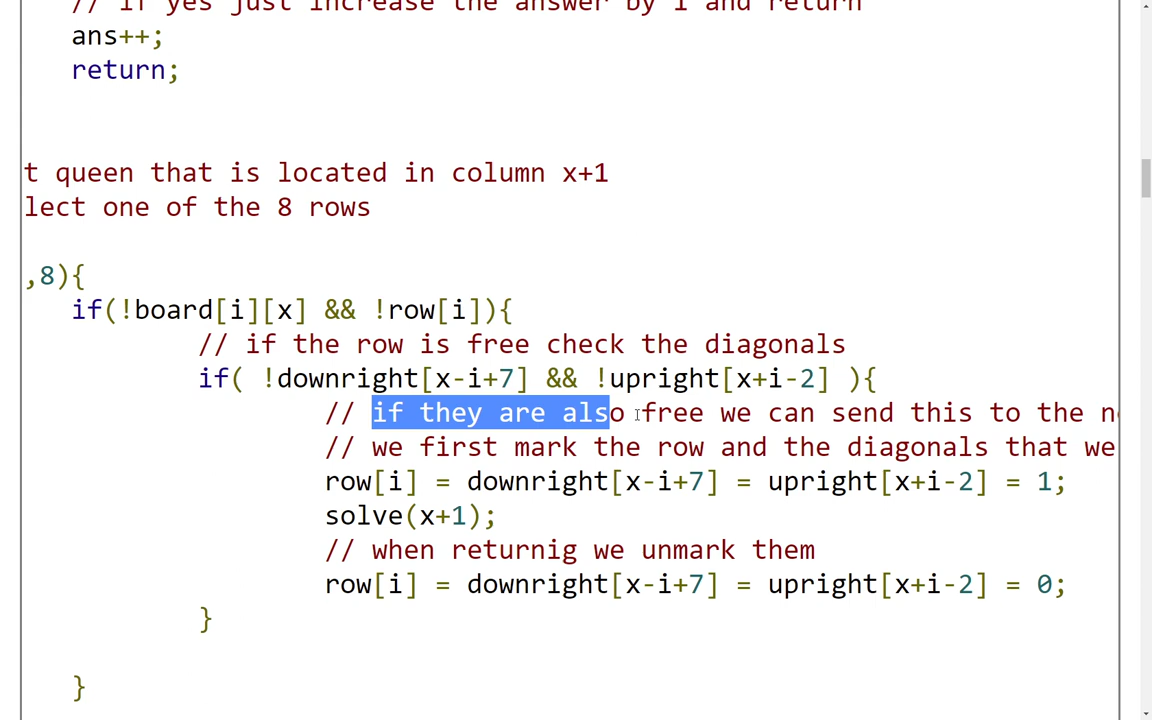 // if yes just increase the answer by 1 and return
ans++;
return;
t queen that is located in column x+1
lect one of the 8 rows
,8){
if(!board[i][x] && !row[i]){
// if the row is free check the diagonals
if( !downright[x-i+7] && !upright[x+i-2] ){
// if they are also free we can send this to the
// we first mark the row and the diagonals that we
row[i] = downright[x-i+7] = upright[x+i-2] = 1;
solve(x+1);
// when returnig we unmark them
row[i] = downright[x-i+7] = upright[x+i-2] = 0;
}
}